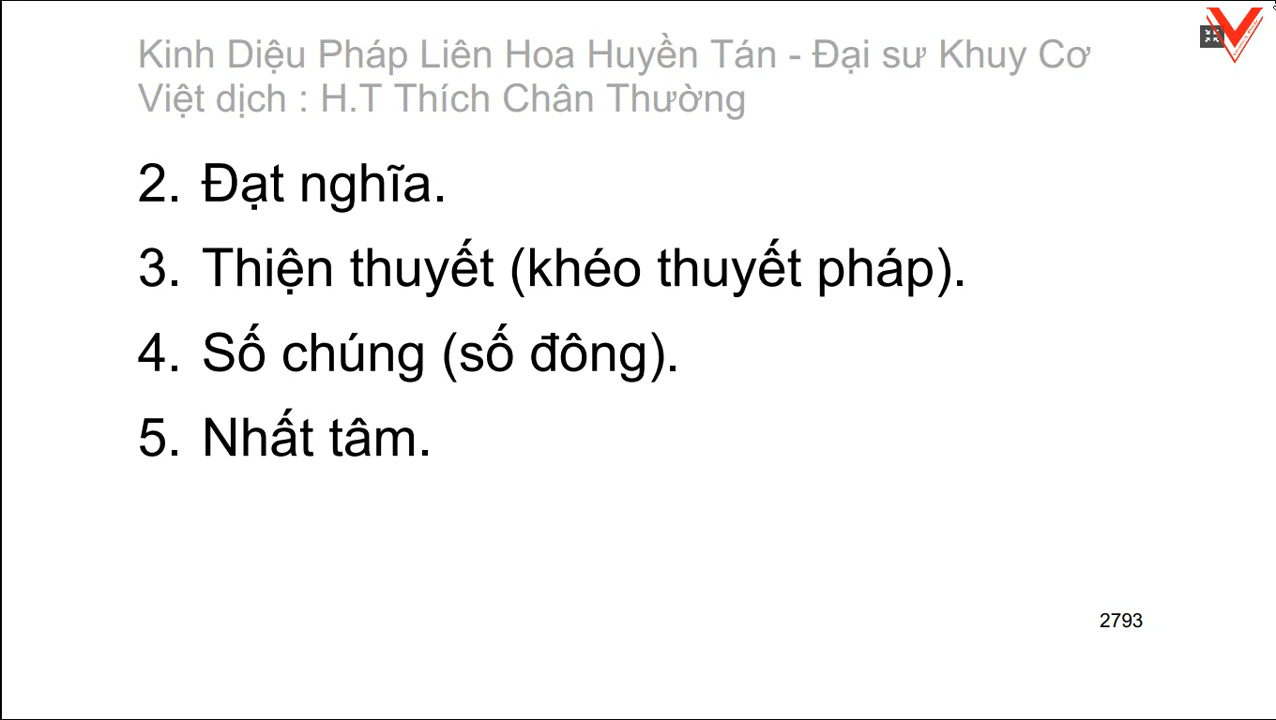 Kinh Diệu Pháp Liên Hoa Huyền Tán - Đại sư Khuy Cơ
Việt dịch : H.T Thích Chân Thường
2. Đạt nghĩa.
3. Thiện thuyết (khéo thuyết pháp).
4. Số chúng (số đông).
5. Nhất tâm.
2793